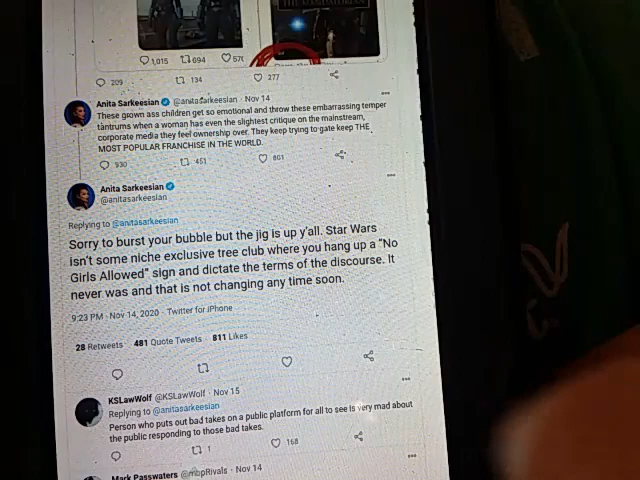 1,015 694 57
209 134 277
Anita Sarkeesian @anitasarkeesian · Nov 14
These grown ass children get so emotional and throw these embarrassing temper
tantrums when a woman has even the slightest critique on the mainstream,
corporate media they feel ownership over. They keep trying to gate keep THE
MOST POPULAR FRANCHISE IN THE WORLD.
930 451 861
Anita Sarkeesian
@anitasarkeesian
Replying to @anitasarkeesian
Sorry to burst your bubble but the jig is up y'all. Star Wars
isn't some niche exclusive tree club where you hang up a "No
Girls Allowed" sign and dictate the terms of the discourse. It
never was and that is not changing any time soon.
9:23 PM · Nov 14, 2020 · Twitter for iPhone
28 Retweets 481 Quote Tweets 811 Likes
KSLawWolf @KSLawWolf · Nov 15
Replying to @anitasarkeesian
Person who puts out bad takes on a public platform for all to see is very mad about
the public responding to those bad takes.
1 168
Mark Passwaters @mbpRivals · Nov 14